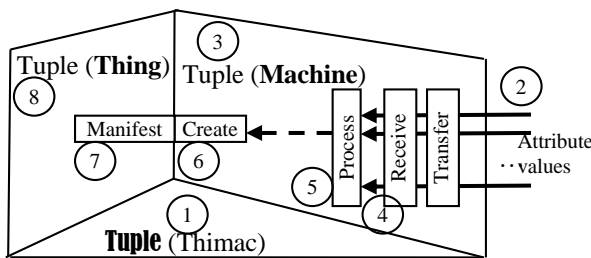 3
Tuple (Thing)
Tuple (Machine)
8
2
Manifest
Create
Process
Receive
Transfer
Attribute
··values
7
6
5
4
1
Tuple (Thimac)